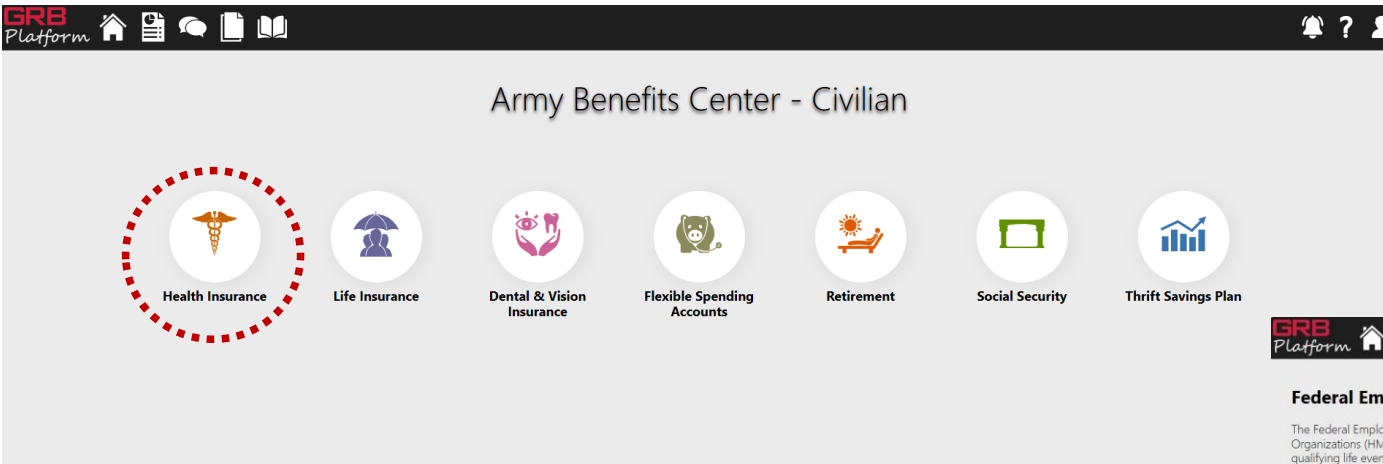 GRB
Platform
?
Army Benefits Center - Civilian
Health Insurance
Life Insurance
Dental & Vision
Insurance
Flexible Spending
Accounts
Retirement
Social Security
Thrift Savings Plan
GRB
Platform
Federal Em
The Federal Emplo
Organizations (HM
qualifying life even